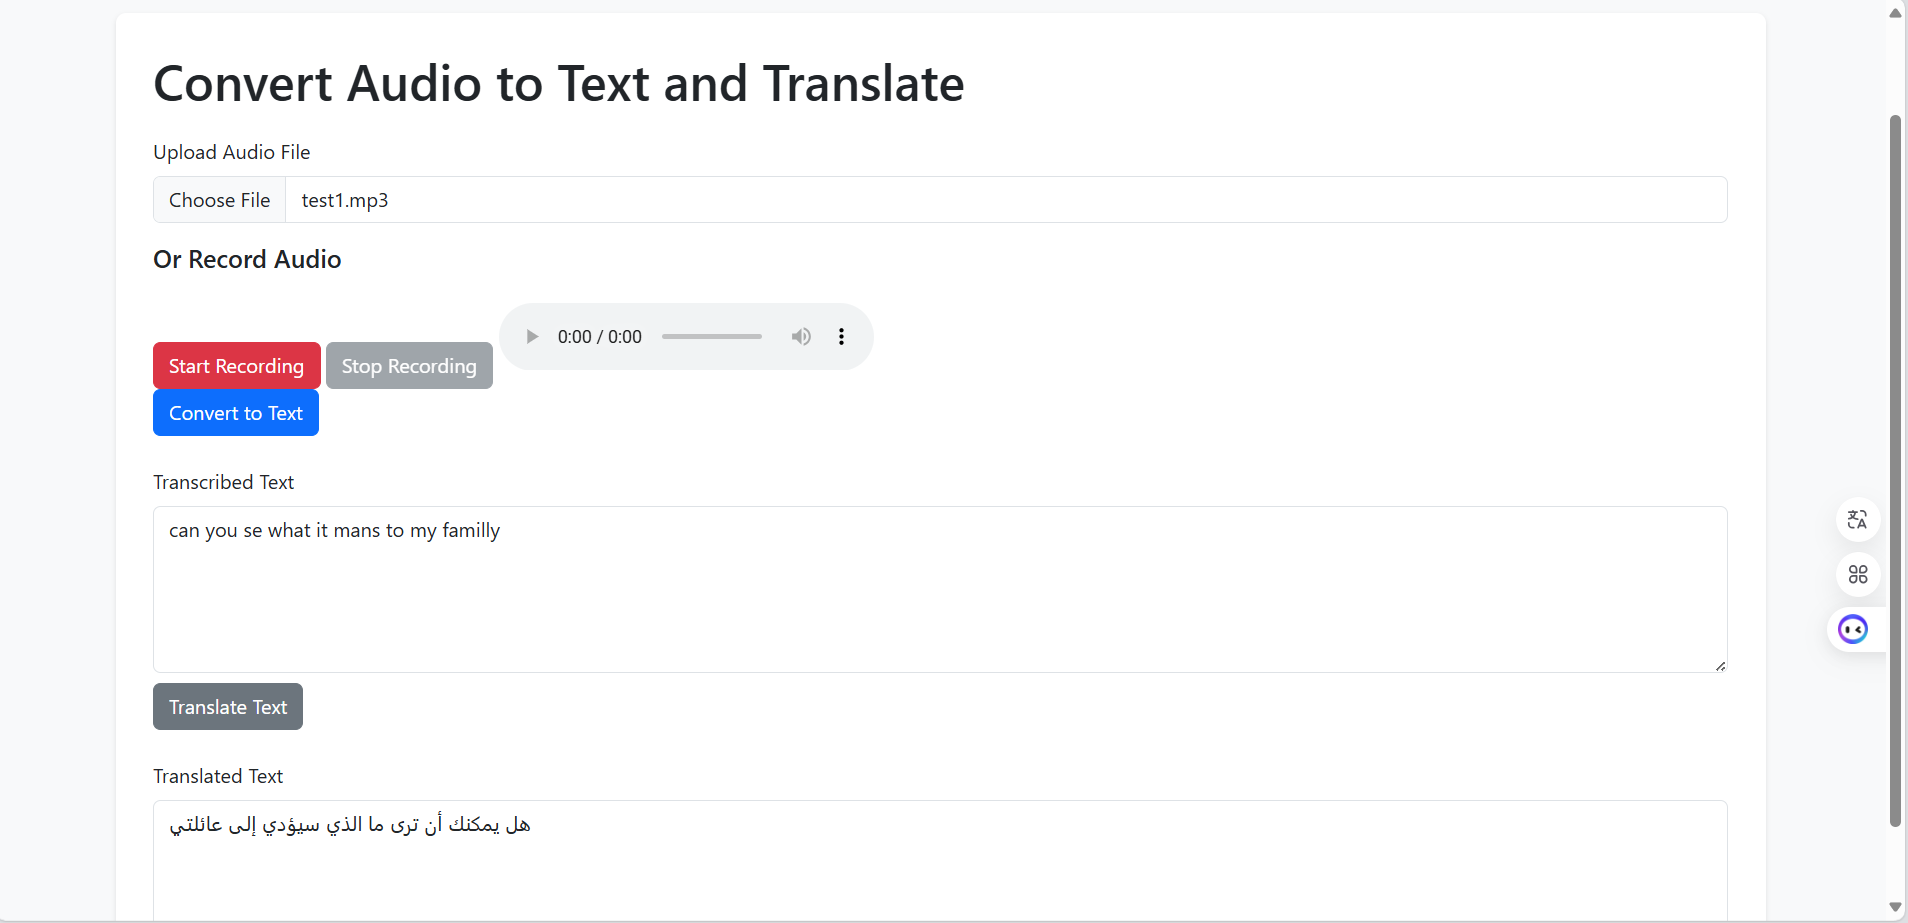 Convert Audio to Text and Translate
Upload Audio File
Choose File test1.mp3
Or Record Audio
0:00 / 0:00
Start Recording Stop Recording
Convert to Text
Transcribed Text
can you se what it mans to my familly
Translate Text
Translated Text
هل يمكنك أن ترى ما الذي سيؤدي إلى عائلتي